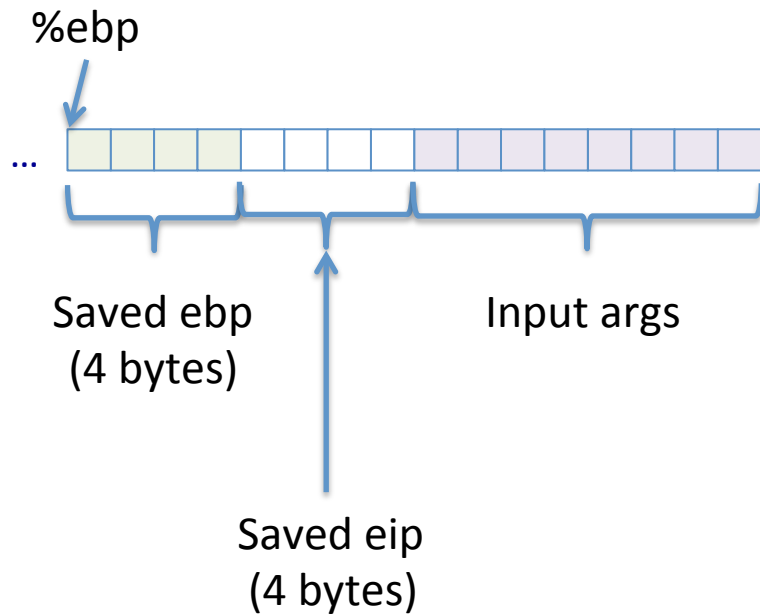 %ebp
...
Saved ebp
(4 bytes)
Input args
Saved eip
(4 bytes)